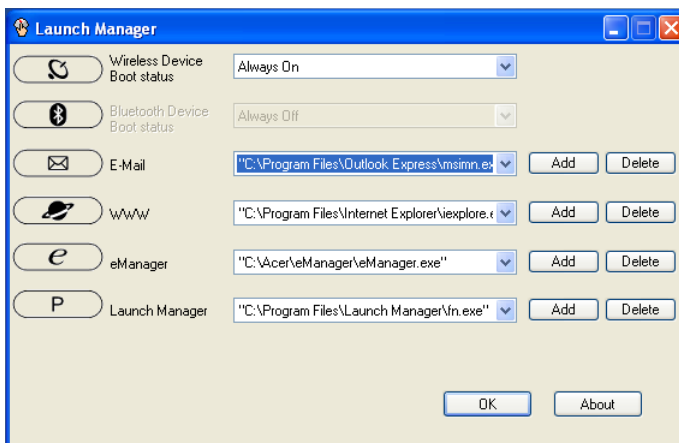 Launch Manager
Wireless Device
Boot status
Always On
Bluetooth Device
Boot status
Always Off
E-Mail
"C:\Program Files\Outlook Express\msimn.ex
Add
Delete
WWW
"C:\Program Files\Internet Explorer\iexplore.e
Add
Delete
e
eManager
"C:\Acer\eManager\eManager.exe"
Add
Delete
P
Launch Manager
"C:\Program Files\Launch Manager\fn.exe"
Add
Delete
OK
About